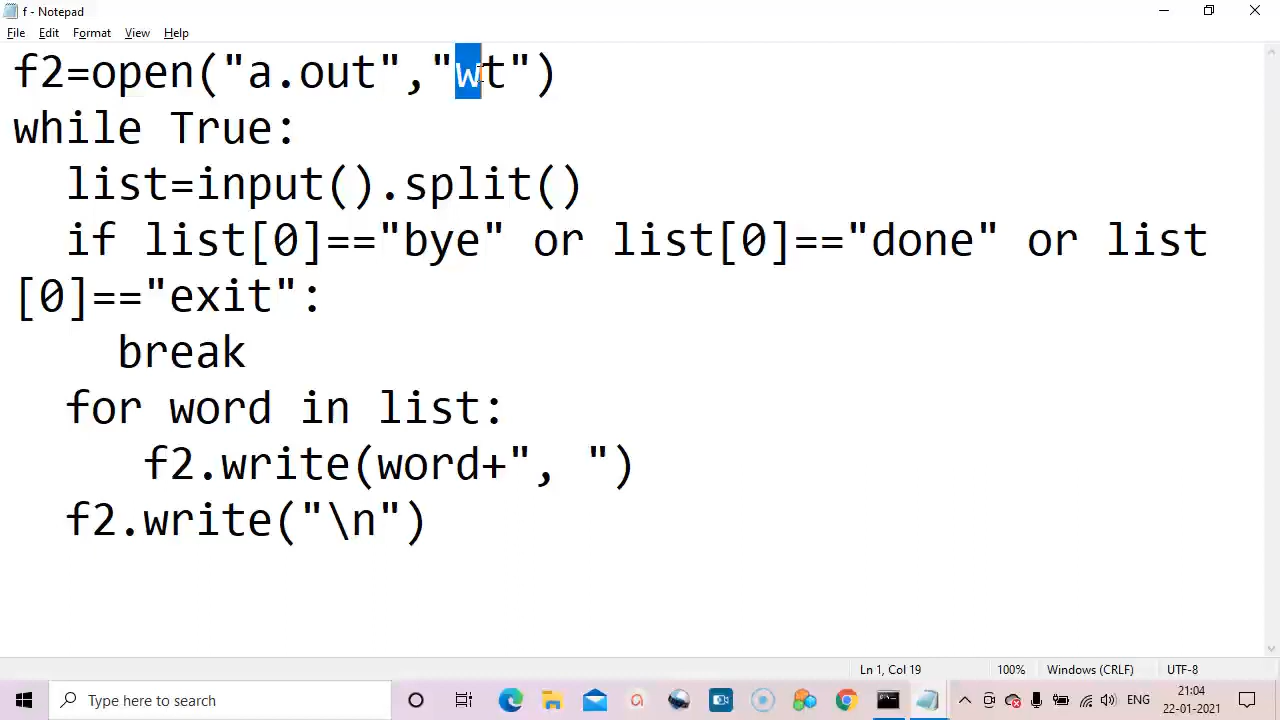 f - Notepad
File Edit Format View Help
f2=open("a.out","wt")
while True:
  list=input().split()
  if list[0]=="bye" or list[0]=="done" or list
[0]=="exit":
    break
  for word in list:
     f2.write(word+", ")
  f2.write("\n")
Ln 1, Col 19 100% Windows (CRLF) UTF-8
Type here to search
ENG
21:04
22-01-2021